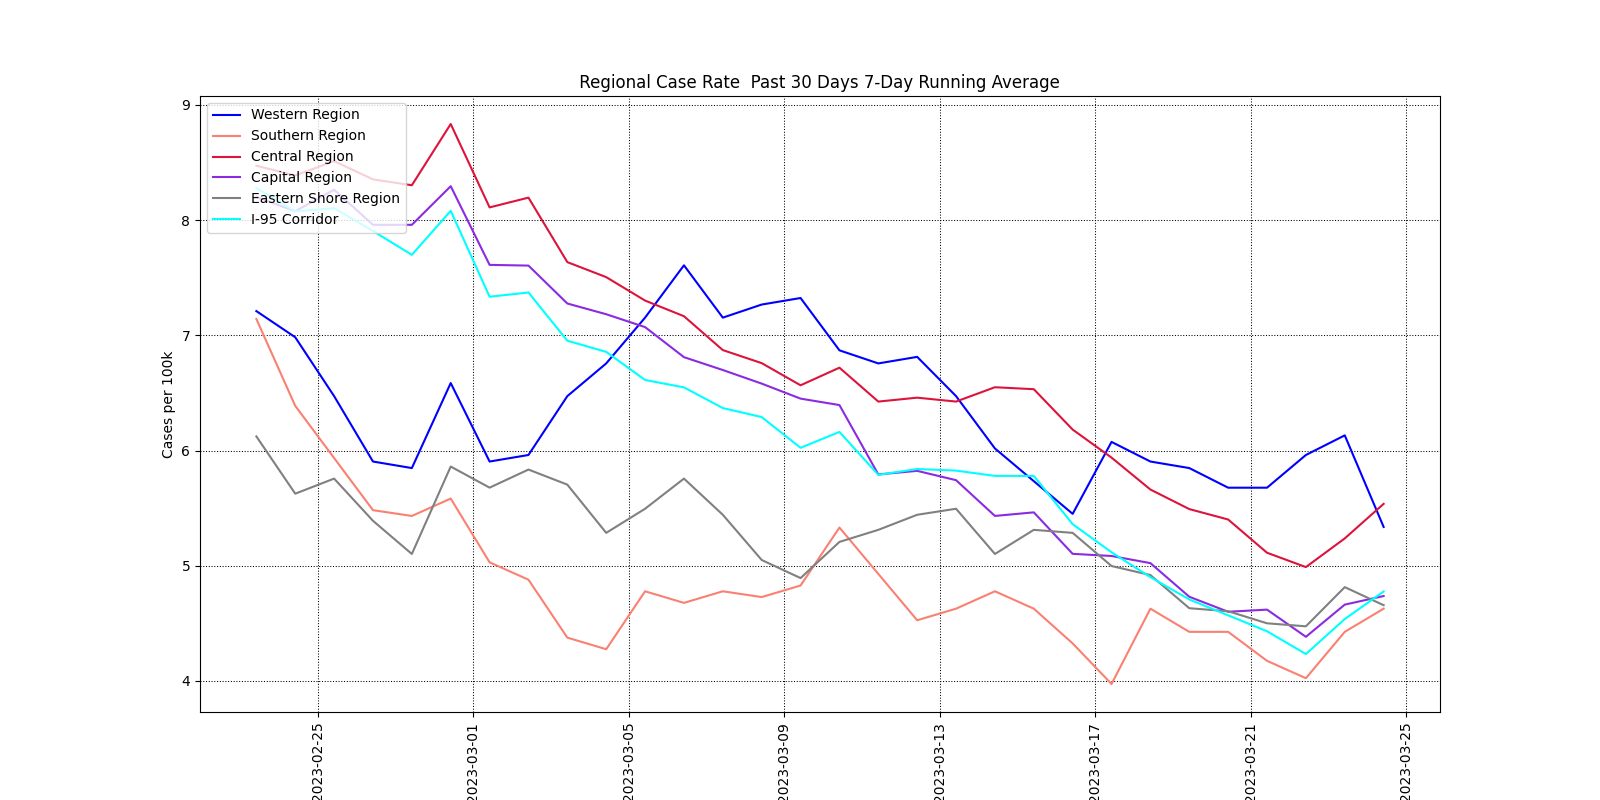 Regional Case Rate  Past 30 Days 7-Day Running Average
Western Region
Southern Region
Central Region
Capital Region
Eastern Shore Region
I-95 Corridor
Cases per 100k
9
8
7
6
5
4
2023-02-25
2023-03-01
2023-03-05
2023-03-09
2023-03-13
2023-03-17
2023-03-21
2023-03-25